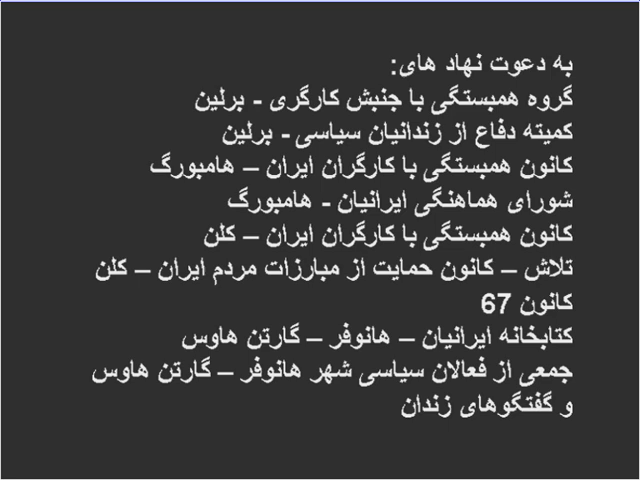 به دعوت نهاد های:
گروه همبستگی با جنبش کارگری - برلین
کمیته دفاع از زندانیان سیاسی - برلین
کانون همبستگی با کارگران ایران – هامبورگ
شورای هماهنگی ایرانیان - هامبورگ
کانون همبستگی با کارگران ایران – کلن
تلاش – کانون حمایت از مبارزات مردم ایران – کلن
کانون 67
کتابخانه ایرانیان – هانوفر – گارتن هاوس
جمعی از فعالان سیاسی شهر هانوفر – گارتن هاوس
و گفتگوهای زندان